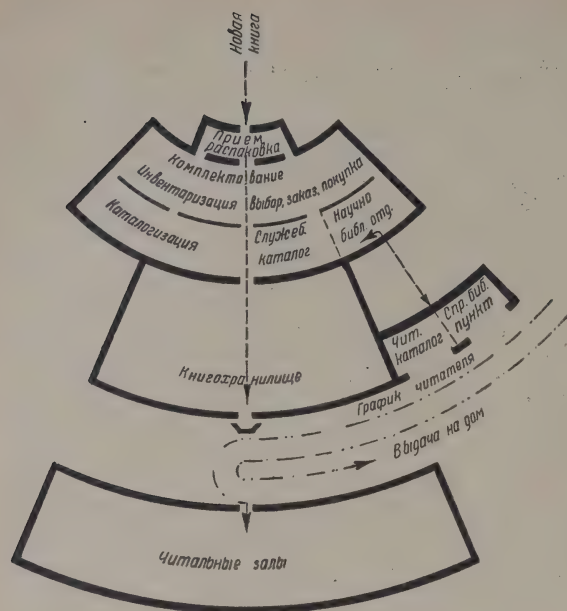 Новая
книга
Прием,
распаковка
Комплектование
Инвентаризация
выбор, заказ, покупка
Каталогизация
Служеб.
каталог
Научно
библ. отд.
Чит.
каталог
Спр. биб.
пункт
Книгохранилище
График читателя
Выдача на дом
Читальные залы